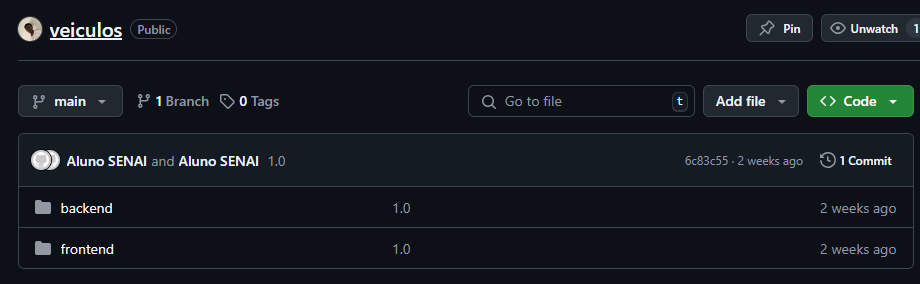 veiculos Public Pin Unwatch 1
main 1 Branch 0 Tags Go to file t Add file Code
Aluno SENAI and Aluno SENAI 1.0 6c83c55 · 2 weeks ago 1 Commit
backend 1.0 2 weeks ago
frontend 1.0 2 weeks ago